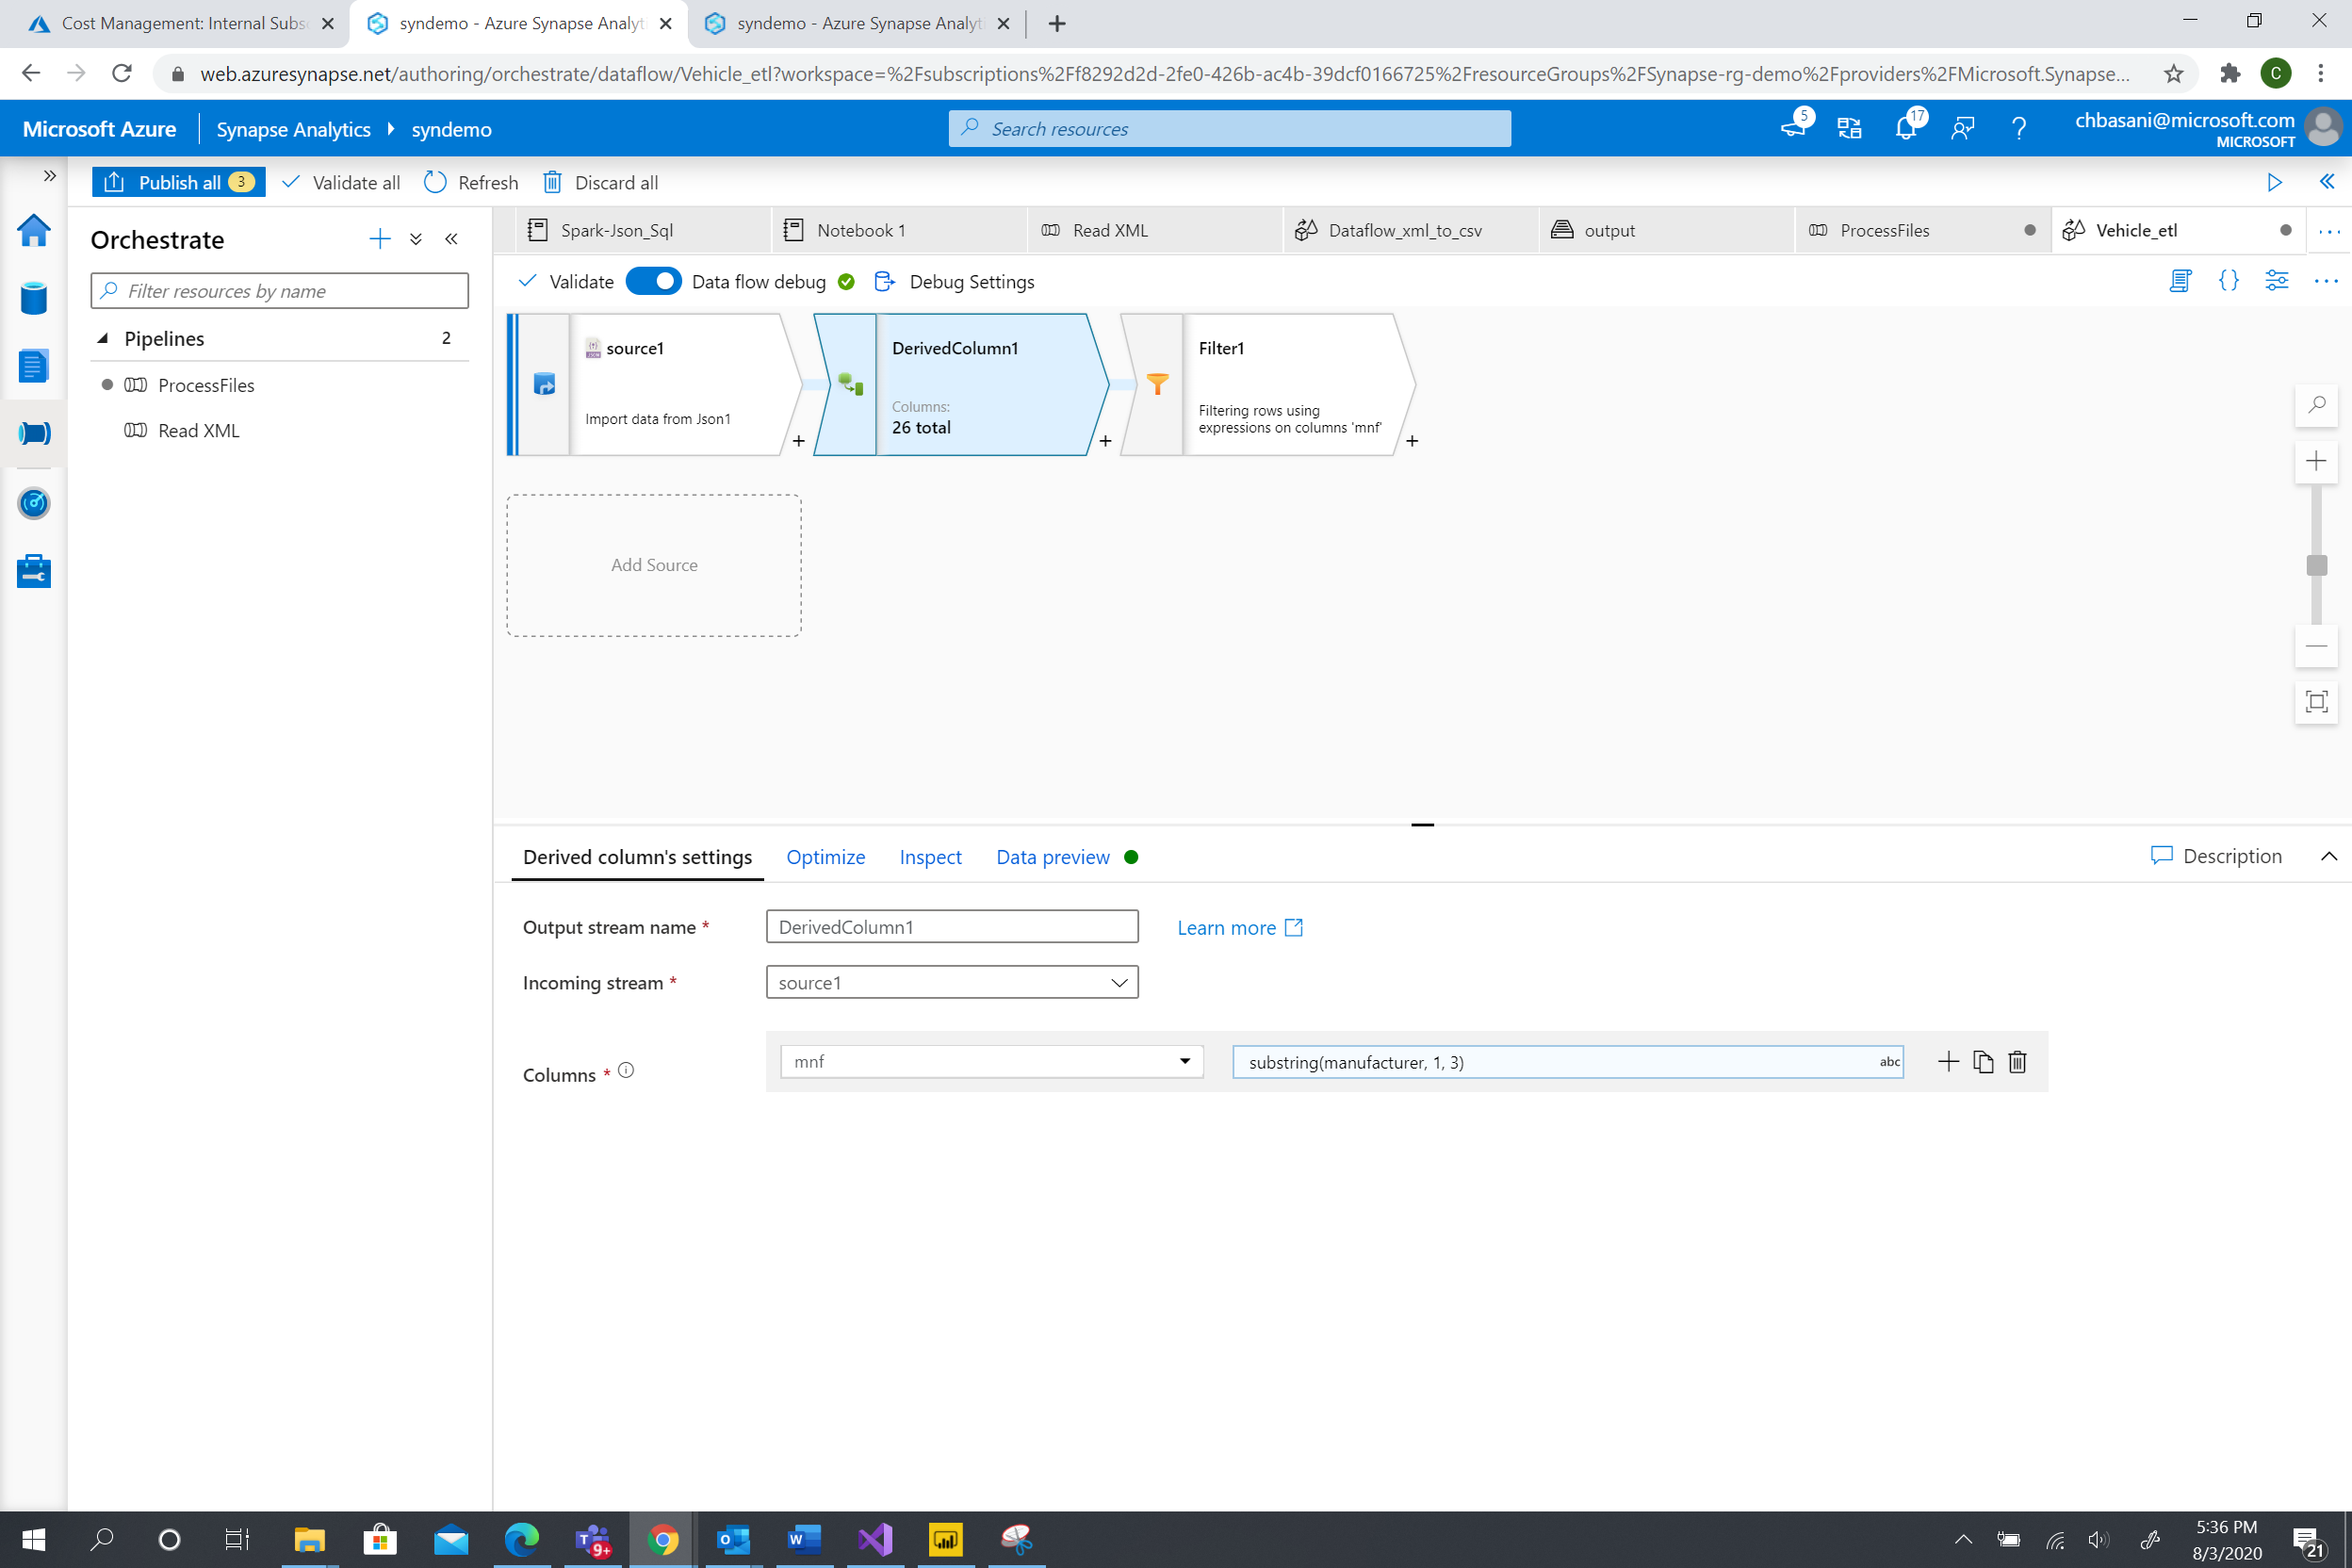 Cost Management: Internal Subs
syndemo - Azure Synapse Analyt
syndemo - Azure Synapse Analyt
web.azuresynapse.net/authoring/orchestrate/dataflow/Vehicle_etl?workspace=%2Fsubscriptions%2Ff8292d2d-2fe0-426b-ac4b-39dcf0166725%2FresourceGroups%2FSynapse-rg-demo%2Fproviders%2FMicrosoft.Synapse...
C
Microsoft Azure
Synapse Analytics
syndemo
Search resources
5
17
chbasani@microsoft.com
MICROSOFT
Publish all 3
Validate all
Refresh
Discard all
Orchestrate
Filter resources by name
Pipelines 2
ProcessFiles
Read XML
Spark-Json_Sql
Notebook 1
Read XML
Dataflow_xml_to_csv
output
ProcessFiles
Vehicle_etl
Validate
Data flow debug
Debug Settings
source1
Import data from Json1
DerivedColumn1
Columns:
26 total
Filter1
Filtering rows using
expressions on columns 'mnf'
Add Source
Derived column's settings
Optimize
Inspect
Data preview
Description
Output stream name *
DerivedColumn1
Learn more
Incoming stream *
source1
Columns *
mnf
substring(manufacturer, 1, 3)
abc
9+
5:36 PM
8/3/2020
21